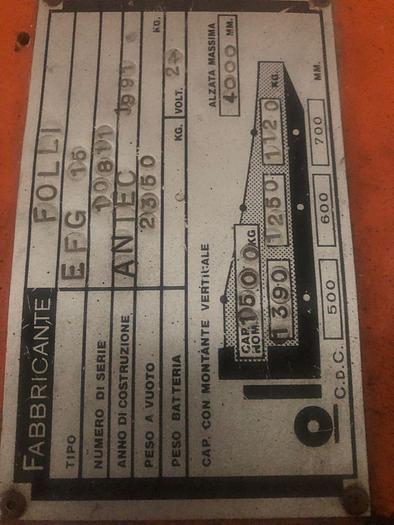 FABBRICANTE FOLLI
TIPO EFG 15
NUMERO DI SERIE 10811
ANNO DI COSTRUZIONE ANTEC 1991
PESO A VUOTO 2350 KG.
PESO BATTERIA KG. VOLT. 24
CAP. CON MONTANTE VERTICALE
ALZATA MASSIMA
4000 MM.
CAP. NOM. 1500 KG
1390 1250 1120 KG.
C.D.C. 500 600 700 MM.